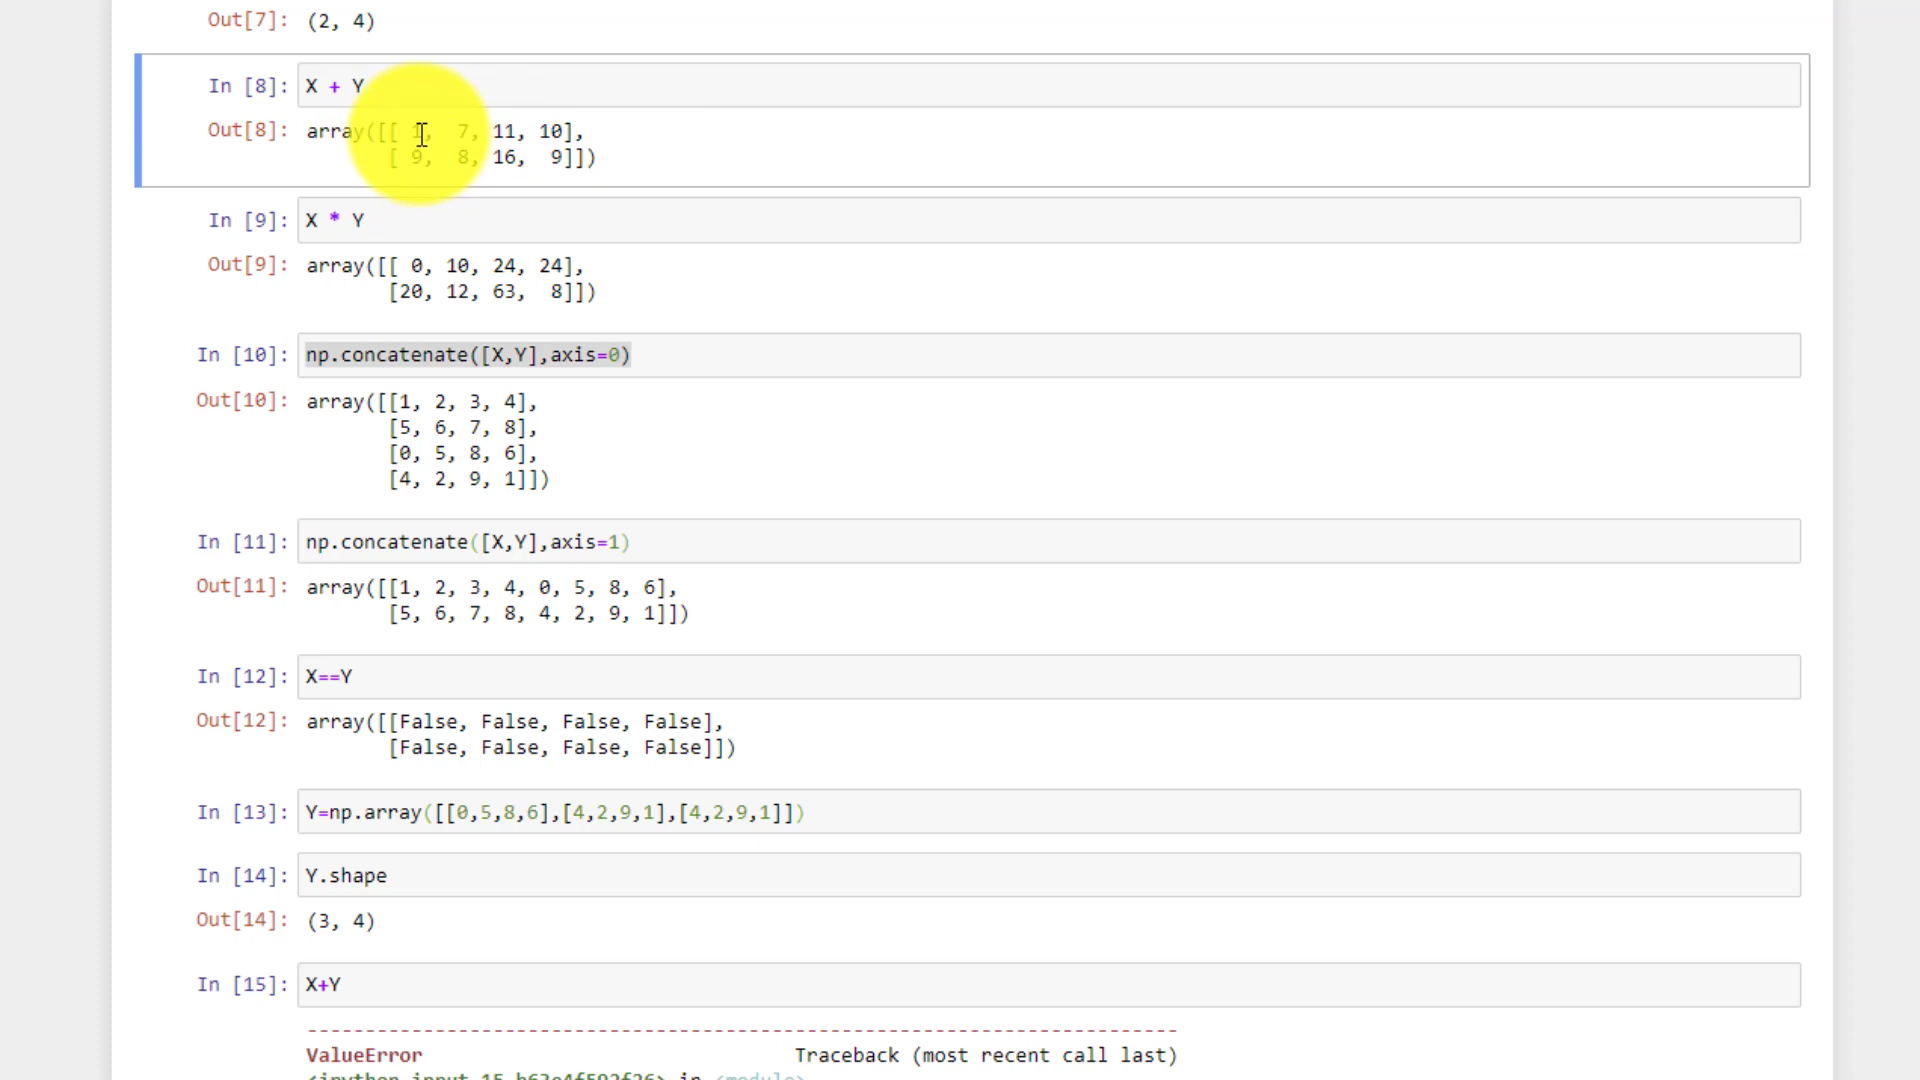 Out[7]: (2, 4)
In [8]: X + Y
Out[8]: array([[ 1,  7, 11, 10],
[ 9,  8, 16,  9]])
In [9]: X * Y
Out[9]: array([[ 0, 10, 24, 24],
[20, 12, 63,  8]])
In [10]: np.concatenate([X,Y],axis=0)
Out[10]: array([[1, 2, 3, 4],
[5, 6, 7, 8],
[0, 5, 8, 6],
[4, 2, 9, 1]])
In [11]: np.concatenate([X,Y],axis=1)
Out[11]: array([[1, 2, 3, 4, 0, 5, 8, 6],
[5, 6, 7, 8, 4, 2, 9, 1]])
In [12]: X==Y
Out[12]: array([[False, False, False, False],
[False, False, False, False]])
In [13]: Y=np.array([[0,5,8,6],[4,2,9,1],[4,2,9,1]])
In [14]: Y.shape
Out[14]: (3, 4)
In [15]: X+Y
---------------------------------------------------------------------------
ValueError                                Traceback (most recent call last)
in <module>